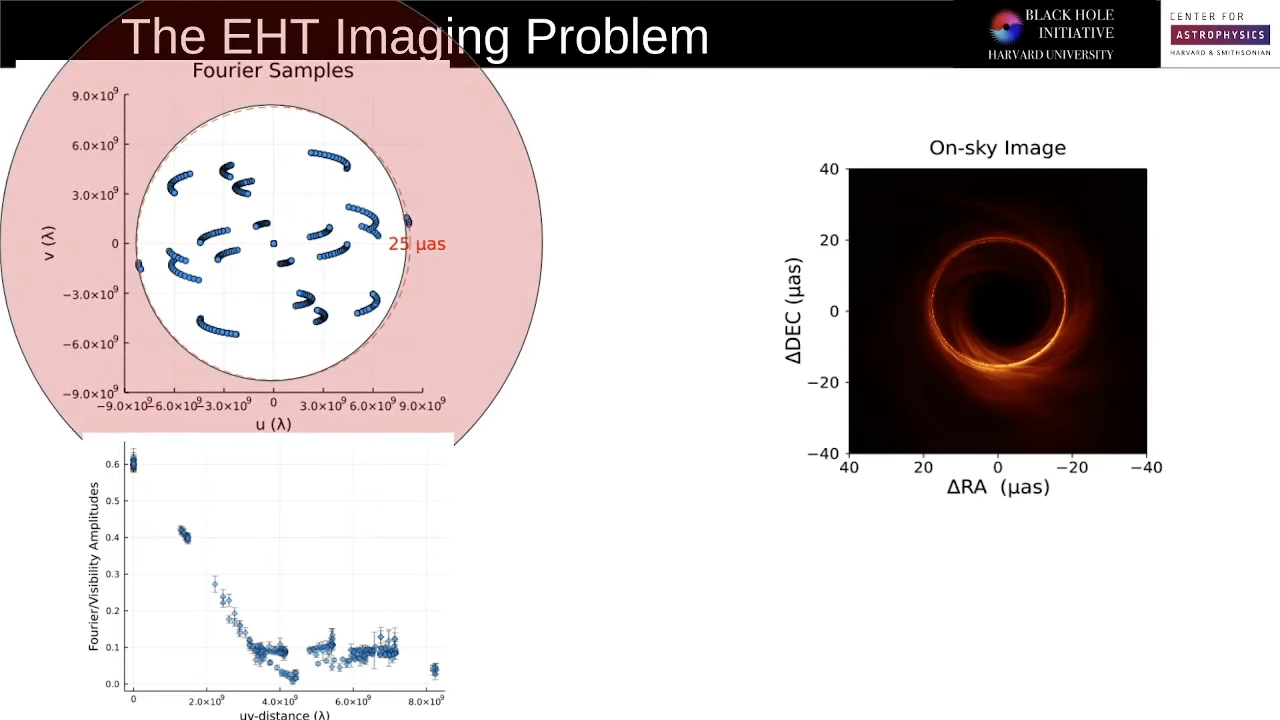 The EHT Imaging Problem
BLACK HOLE
INITIATIVE
HARVARD UNIVERSITY
CENTER FOR
ASTROPHYSICS
HARVARD & SMITHSONIAN
Fourier Samples
9.0×10⁹
6.0×10⁹
3.0×10⁹
0
−3.0×10⁹
−6.0×10⁹
−9.0×10⁹
v (λ)
25 µas
−9.0×10⁹ −6.0×10⁹ −3.0×10⁹ 0 3.0×10⁹ 6.0×10⁹ 9.0×10⁹
u (λ)
0.6
0.5
0.4
0.3
0.2
0.1
0.0
Fourier/Visibility Amplitudes
0 2.0×10⁹ 4.0×10⁹ 6.0×10⁹ 8.0×10⁹
uv-distance (λ)
On-sky Image
40
20
0
−20
−40
ΔDEC (µas)
40 20 0 −20 −40
ΔRA (µas)